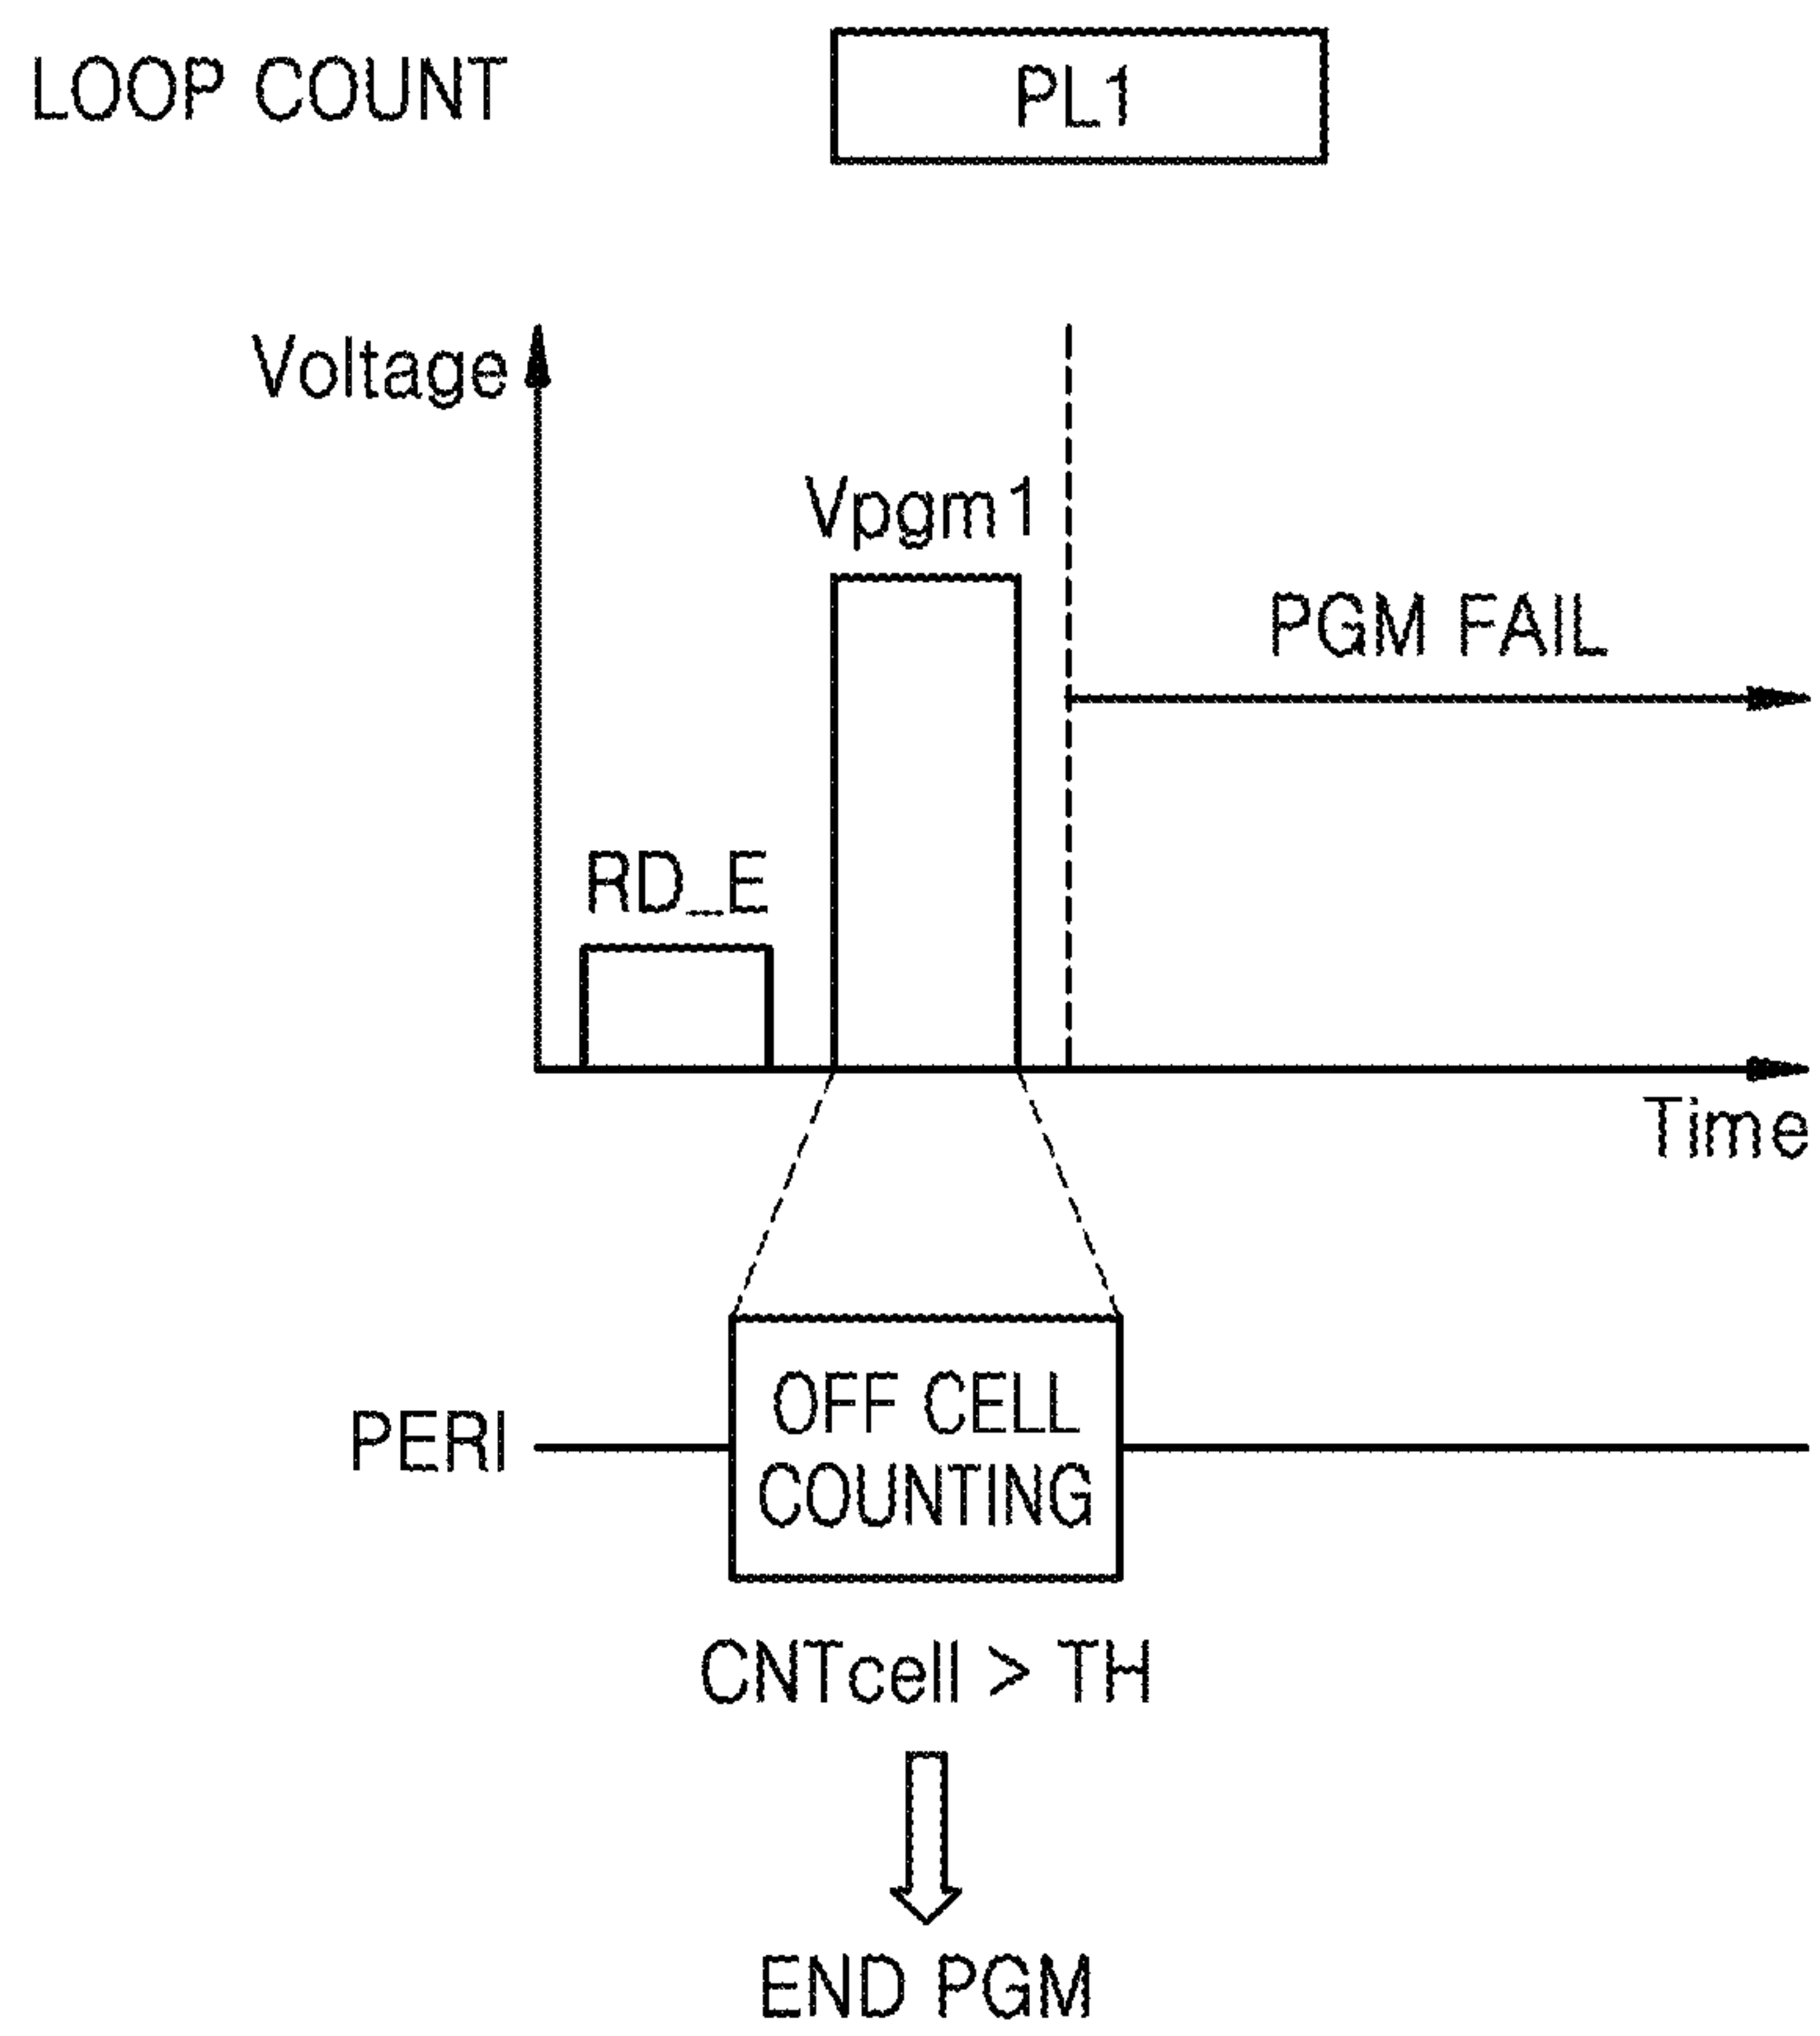 LOOP COUNT
PL1
Voltage
Vpgm1
PGM FAIL
RD_E
Time
PERI
OFF CELL
COUNTING
CNTcell > TH
END PGM